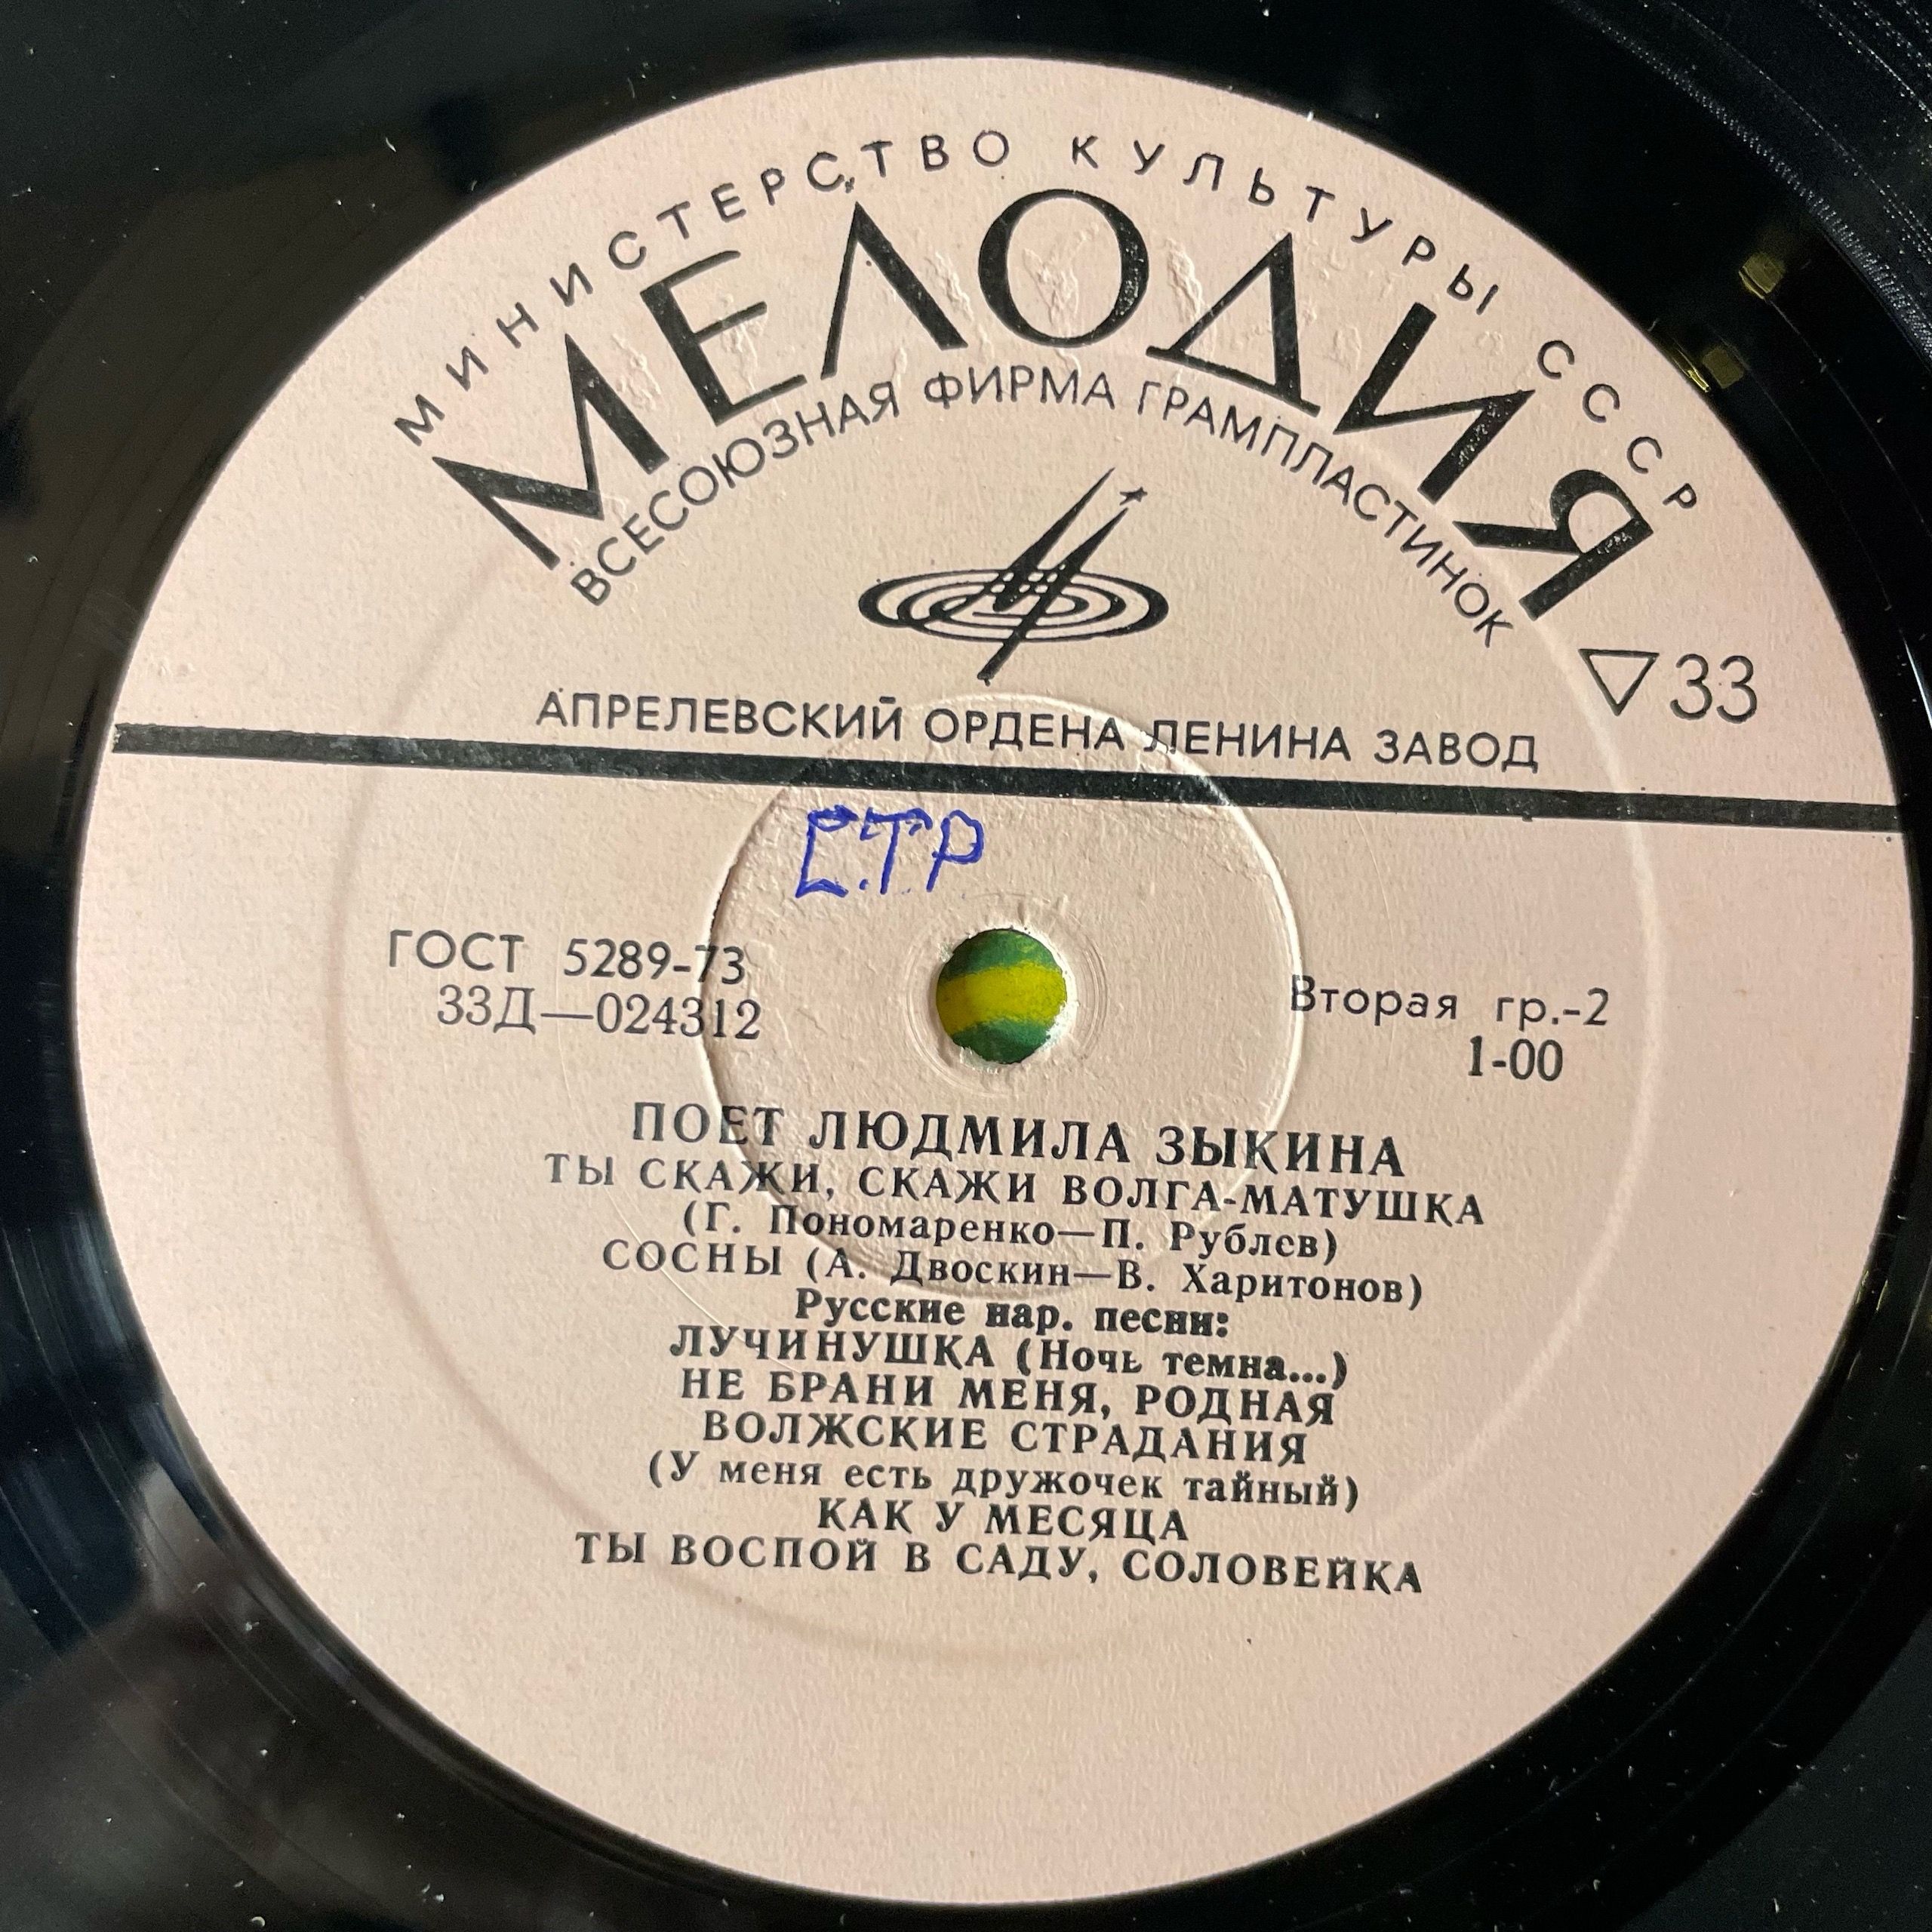 МИНИСТЕРСТВО КУЛЬТУРЫ СССР
МЕЛОДИЯ
ВСЕСОЮЗНАЯ ФИРМА ГРАМПЛАСТИНОК
33
АПРЕЛЕВСКИЙ ОРДЕНА ЛЕНИНА ЗАВОД
СТР
ГОСТ 5289-73
33Д—024312
Вторая гр.-2
1-00
ПОЕТ ЛЮДМИЛА ЗЫКИНА
ТЫ СКАЖИ, СКАЖИ ВОЛГА-МАТУШКА
(Г. Пономаренко—П. Рублев)
СОСНЫ (А. Двоскин—В. Харитонов)
Русские нар. песни:
ЛУЧИНУШКА (Ночь темна...)
НЕ БРАНИ МЕНЯ, РОДНАЯ
ВОЛЖСКИЕ СТРАДАНИЯ
(У меня есть дружочек тайный)
КАК У МЕСЯЦА
ТЫ ВОСПОЙ В САДУ, СОЛОВЕЙКА